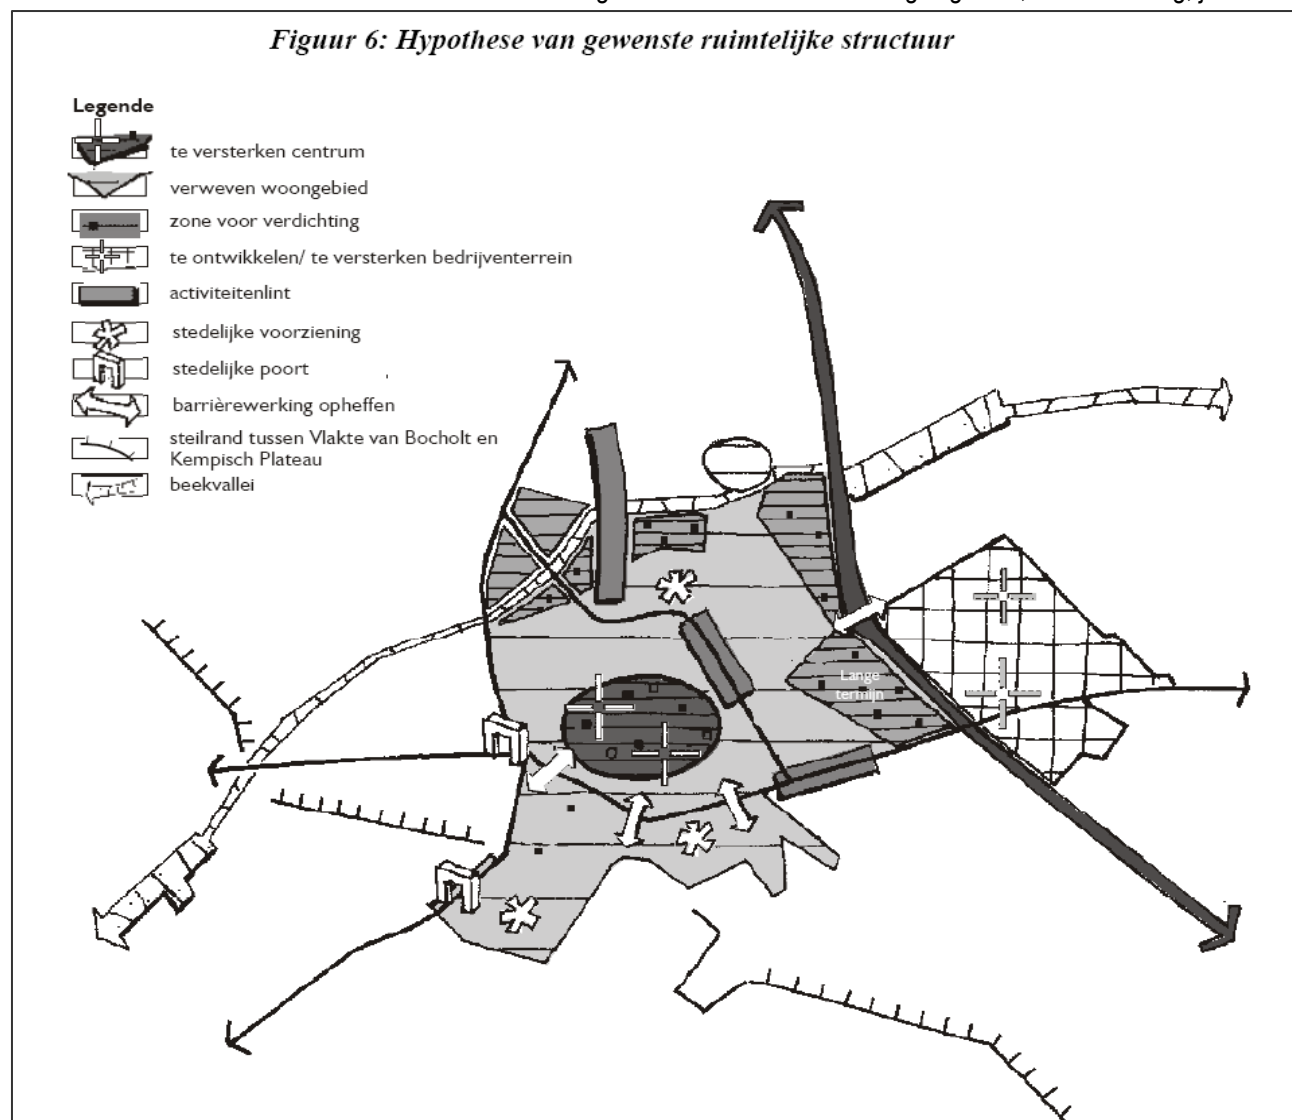 Figuur 6: Hypothese van gewenste ruimtelijke structuur
Legende
te versterken centrum
verweven woongebied
zone voor verdichting
te ontwikkelen/ te versterken bedrijventerrein
activiteitenlint
stedelijke voorziening
stedelijke poort
barrièrewerking opheffen
steilrand tussen Vlakte van Bocholt en
Kempisch Plateau
beekvallei
Lange
termijn